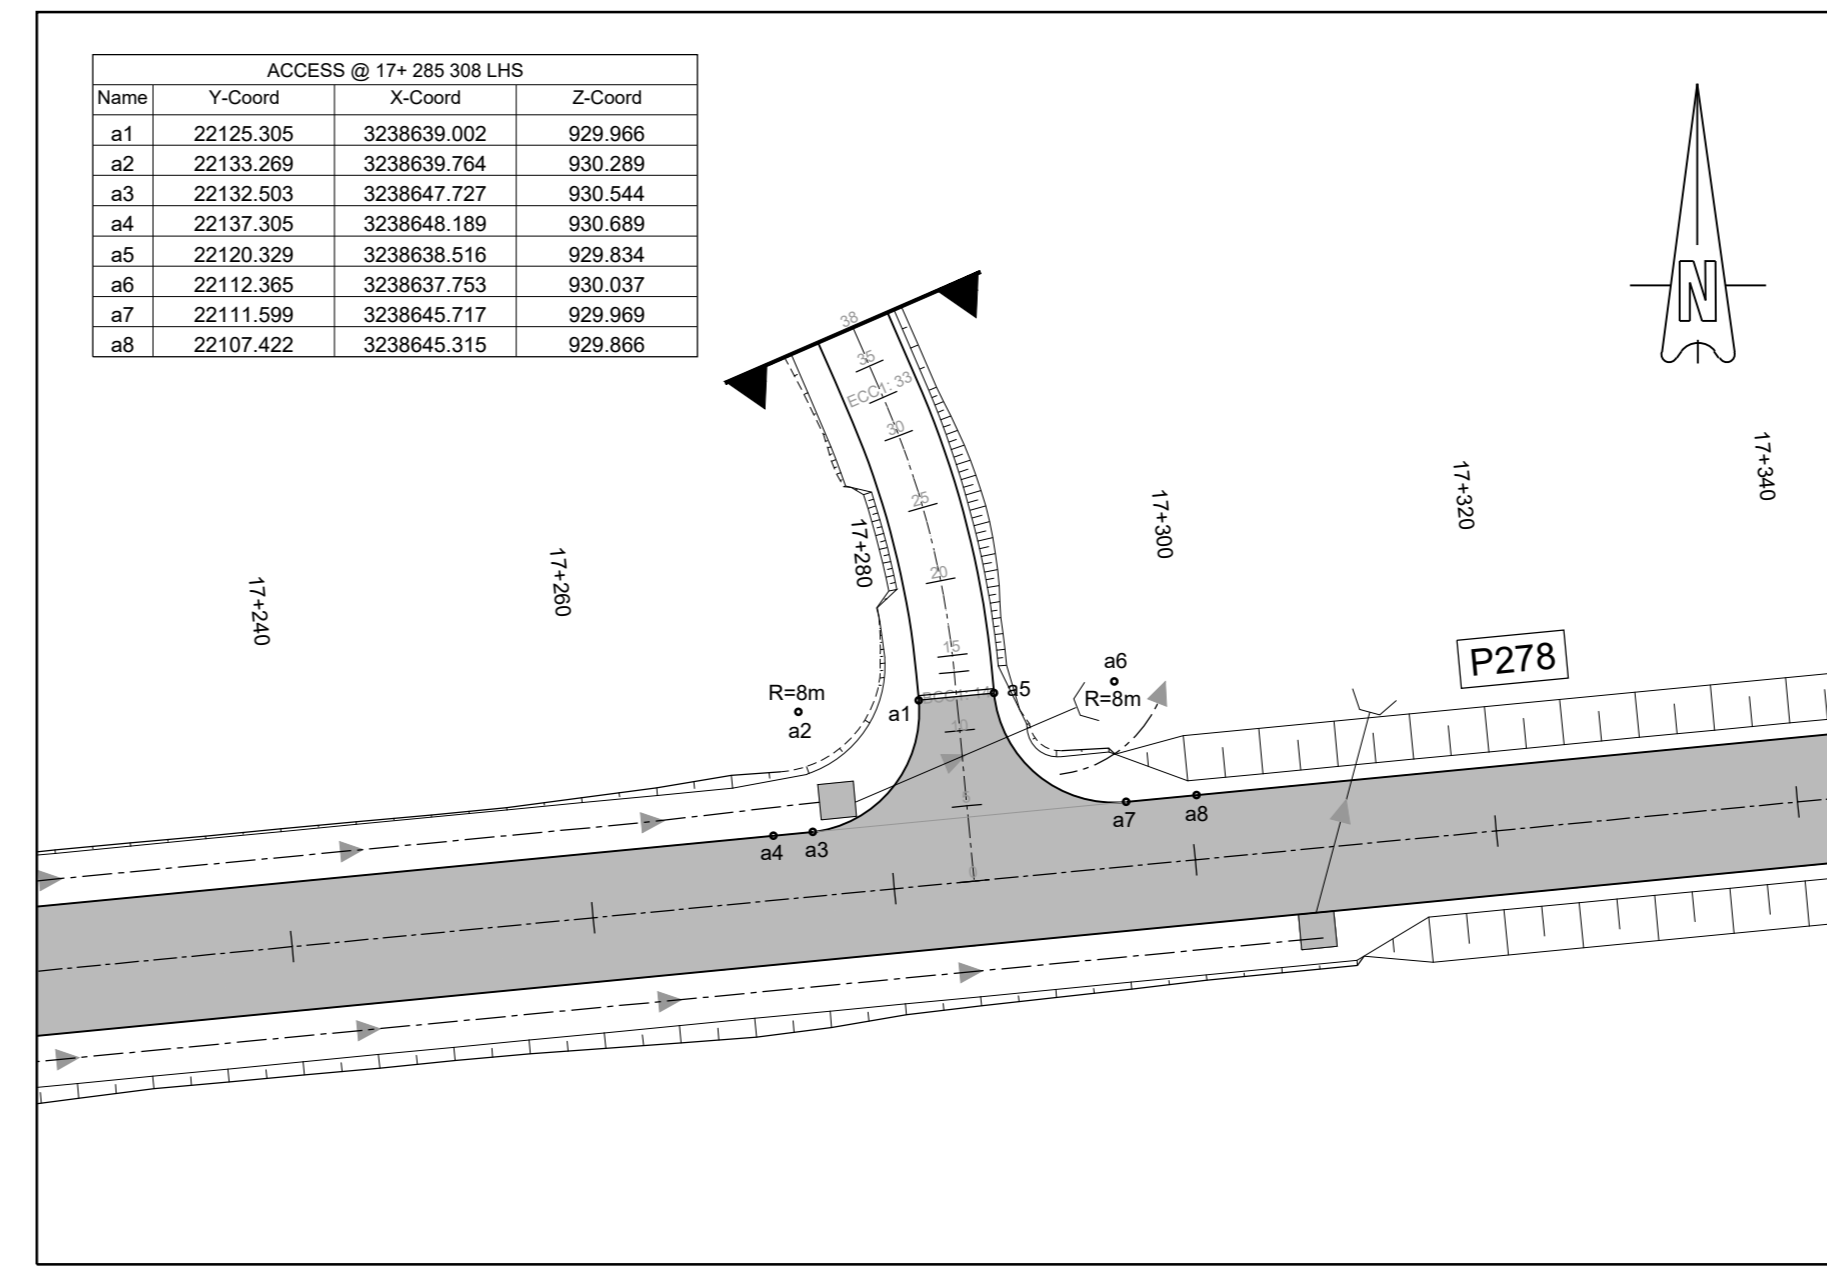 ACCESS @ 17+ 285 308 LHS
Name Y-Coord X-Coord Z-Coord
a1 22125.305 3238639.002 929.966
a2 22133.269 3238639.764 930.289
a3 22132.503 3238647.727 930.544
a4 22137.305 3238648.189 930.689
a5 22120.329 3238638.516 929.834
a6 22112.365 3238637.753 930.037
a7 22111.599 3238645.717 929.969
a8 22107.422 3238645.315 929.866
N
38
35
ECC1: 33
30
25
20
15
10
5
0
17+240
17+260
17+280
17+300
17+320
17+340
P278
R=8m
a2
a1
a5
a6
R=8m
a4
a3
a7
a8